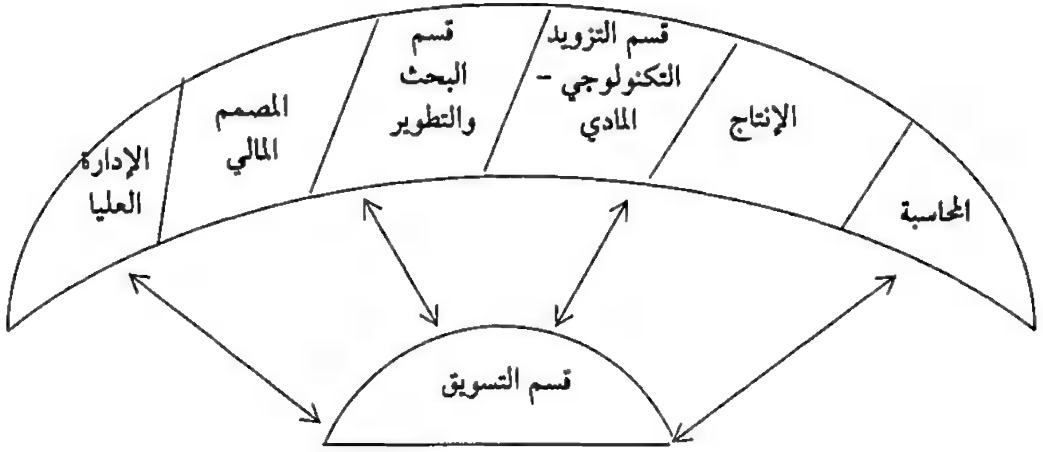 المحاسبة
الإنتاج
قسم التزويد
التكنولوجي –
المادي
قسم
البحث
والتطوير
المصمم
المالي
الإدارة
العليا
قسم التسويق